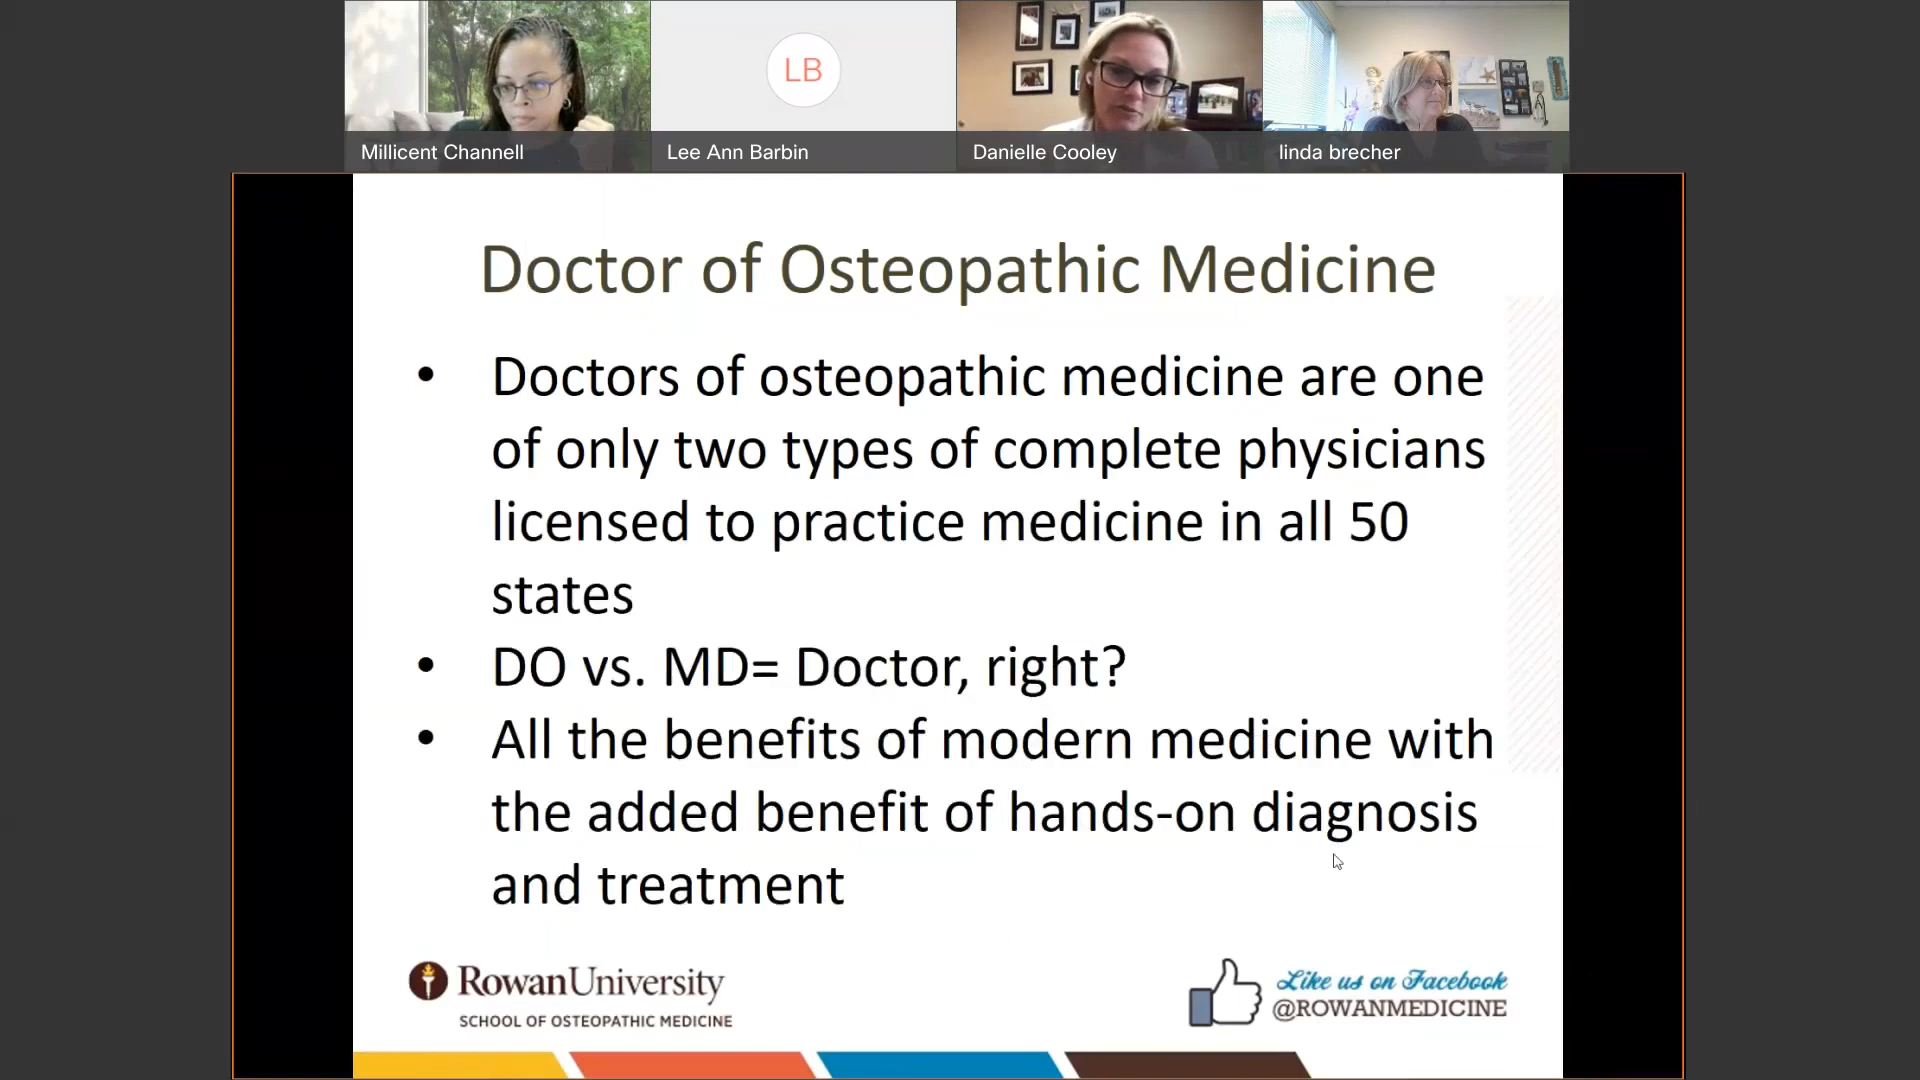 Millicent Channell
LB
Lee Ann Barbin
Danielle Cooley
linda brecher
Doctor of Osteopathic Medicine
• Doctors of osteopathic medicine are one
of only two types of complete physicians
licensed to practice medicine in all 50
states
• DO vs. MD= Doctor, right?
• All the benefits of modern medicine with
the added benefit of hands-on diagnosis
and treatment
RowanUniversity
SCHOOL OF OSTEOPATHIC MEDICINE
Like us on Facebook
@ROWANMEDICINE